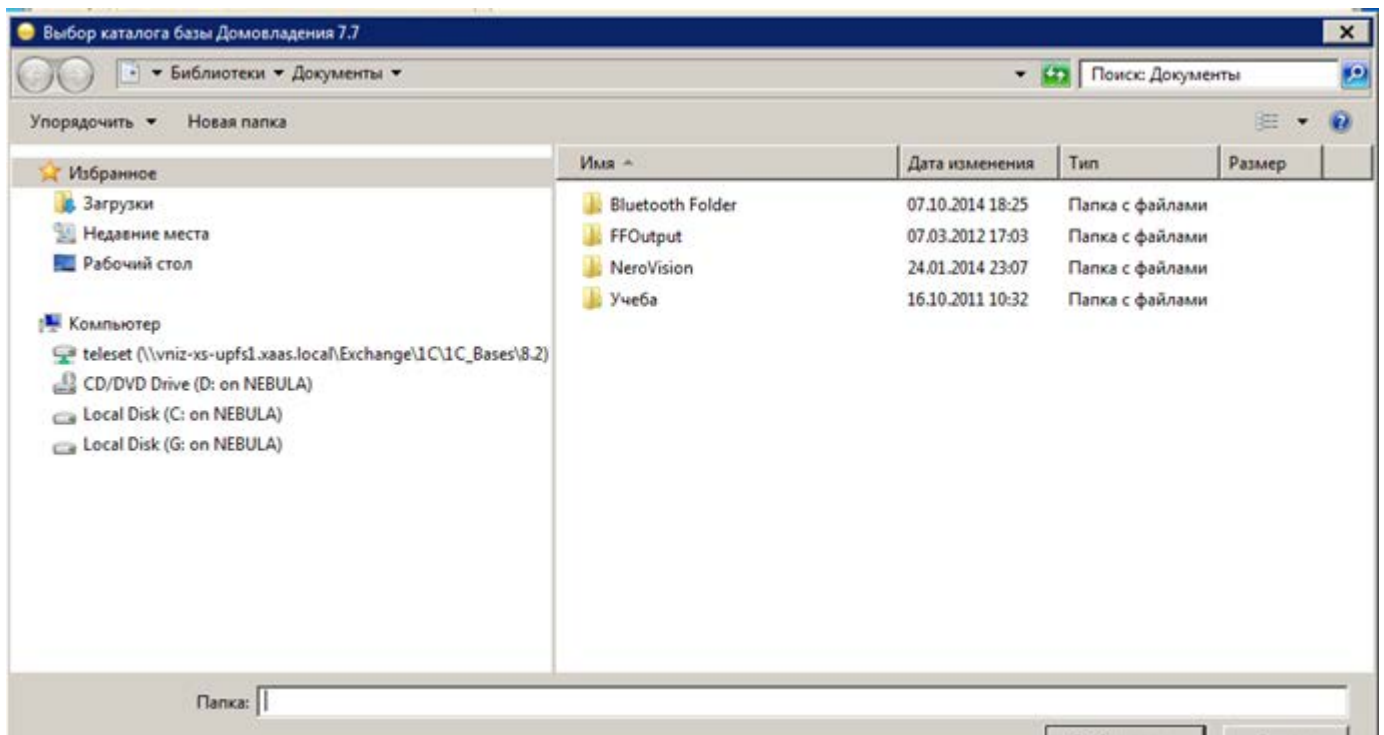 Выбор каталога базы Домовладения 7.7
Библиотеки Документы
Поиск: Документы
Упорядочить Новая папка
Избранное
Загрузки
Недавние места
Рабочий стол
Компьютер
teleset (\\vniz-xs-upfs1.xaas.local\Exchange\1C\1C_Bases\8.2)
CD/DVD Drive (D: on NEBULA)
Local Disk (C: on NEBULA)
Local Disk (G: on NEBULA)
Имя Дата изменения Тип Размер
Bluetooth Folder 07.10.2014 18:25 Папка с файлами
FFOutput 07.03.2012 17:03 Папка с файлами
NeroVision 24.01.2014 23:07 Папка с файлами
Учеба 16.10.2011 10:32 Папка с файлами
Папка: